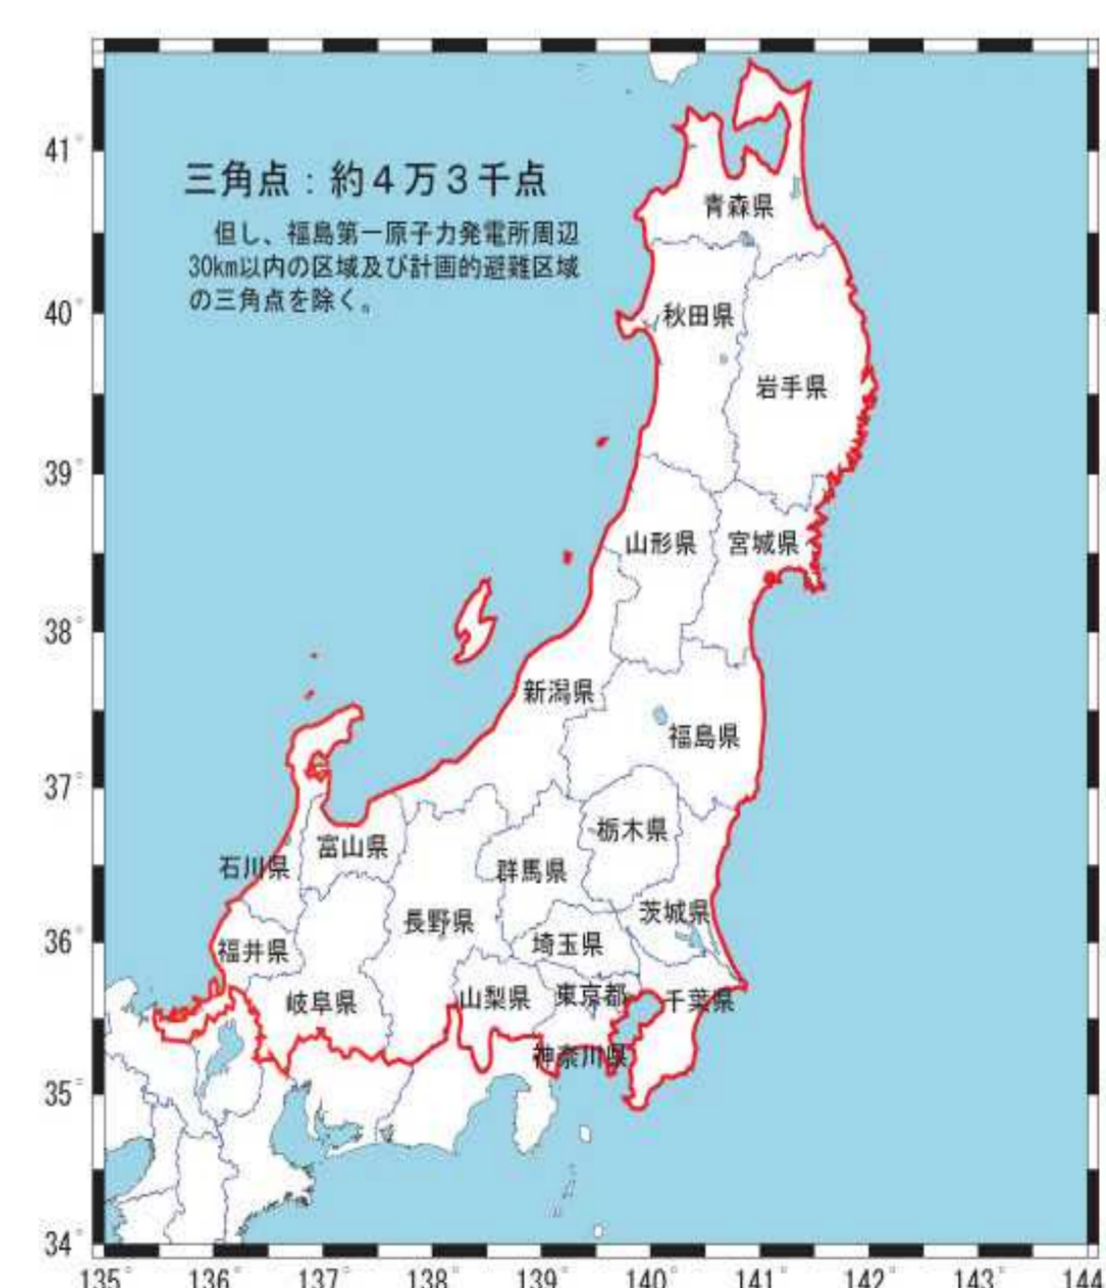 三角点：約４万３千点
但し、福島第一原子力発電所周辺
30km以内の区域及び計画的避難区域
の三角点を除く。
41°
40°
39°
38°
37°
36°
35°
34°
青森県
秋田県
岩手県
山形県
宮城県
新潟県
福島県
栃木県
富山県
群馬県
石川県
茨城県
長野県
埼玉県
福井県
岐阜県
山梨県
東京都
千葉県
神奈川県
135° 136° 137° 138° 139° 140° 141° 142° 143° 144